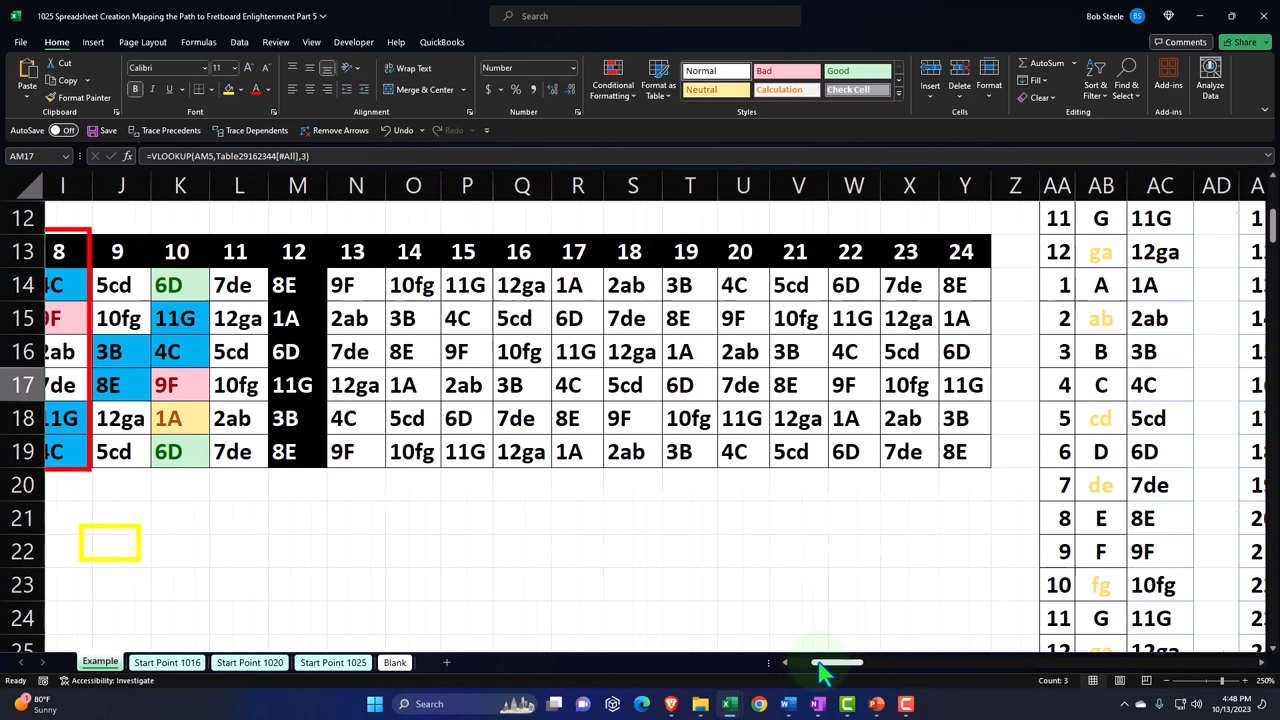 1025 Spreadsheet Creation Mapping the Path to Fretboard Enlightenment Part 5
Search
Bob Steele BS
File Home Insert Page Layout Formulas Data Review View Developer Help QuickBooks
Comments Share
Paste Cut Copy Format Painter
Clipboard
Calibri 11
Font
Wrap Text
Merge & Center
Alignment
Number
Number
Conditional Formatting Format as Table
Normal Bad Good
Neutral Calculation Check Cell
Styles
Insert Delete Format
Cells
AutoSum
Fill
Clear
Sort & Filter Find & Select
Editing
Add-ins
Add-ins
Analyze Data
AutoSave Off Save Trace Precedents Trace Dependents Remove Arrows Undo Redo
AM17 =VLOOKUP(AM5,Table29162344[#All],3)
I J K L M N O P Q R S T U V W X Y Z AA AB AC AD
12 11 G 11G
13 8 9 10 11 12 13 14 15 16 17 18 19 20 21 22 23 24 12 ga 12ga
14 4C 5cd 6D 7de 8E 9F 10fg 11G 12ga 1A 2ab 3B 4C 5cd 6D 7de 8E 1 A 1A
15 9F 10fg 11G 12ga 1A 2ab 3B 4C 5cd 6D 7de 8E 9F 10fg 11G 12ga 1A 2 ab 2ab
16 2ab 3B 4C 5cd 6D 7de 8E 9F 10fg 11G 12ga 1A 2ab 3B 4C 5cd 6D 3 B 3B
17 7de 8E 9F 10fg 11G 12ga 1A 2ab 3B 4C 5cd 6D 7de 8E 9F 10fg 11G 4 C 4C
18 11G 12ga 1A 2ab 3B 4C 5cd 6D 7de 8E 9F 10fg 11G 12ga 1A 2ab 3B 5 cd 5cd
19 4C 5cd 6D 7de 8E 9F 10fg 11G 12ga 1A 2ab 3B 4C 5cd 6D 7de 8E 6 D 6D
20 7 de 7de
21 8 E 8E
22 9 F 9F
23 10 fg 10fg
24 11 G 11G
Example Start Point 1016 Start Point 1020 Start Point 1025 Blank
Ready Accessibility: Investigate Count: 3 250%
80°F
Sunny
Search
4:48 PM
10/13/2023